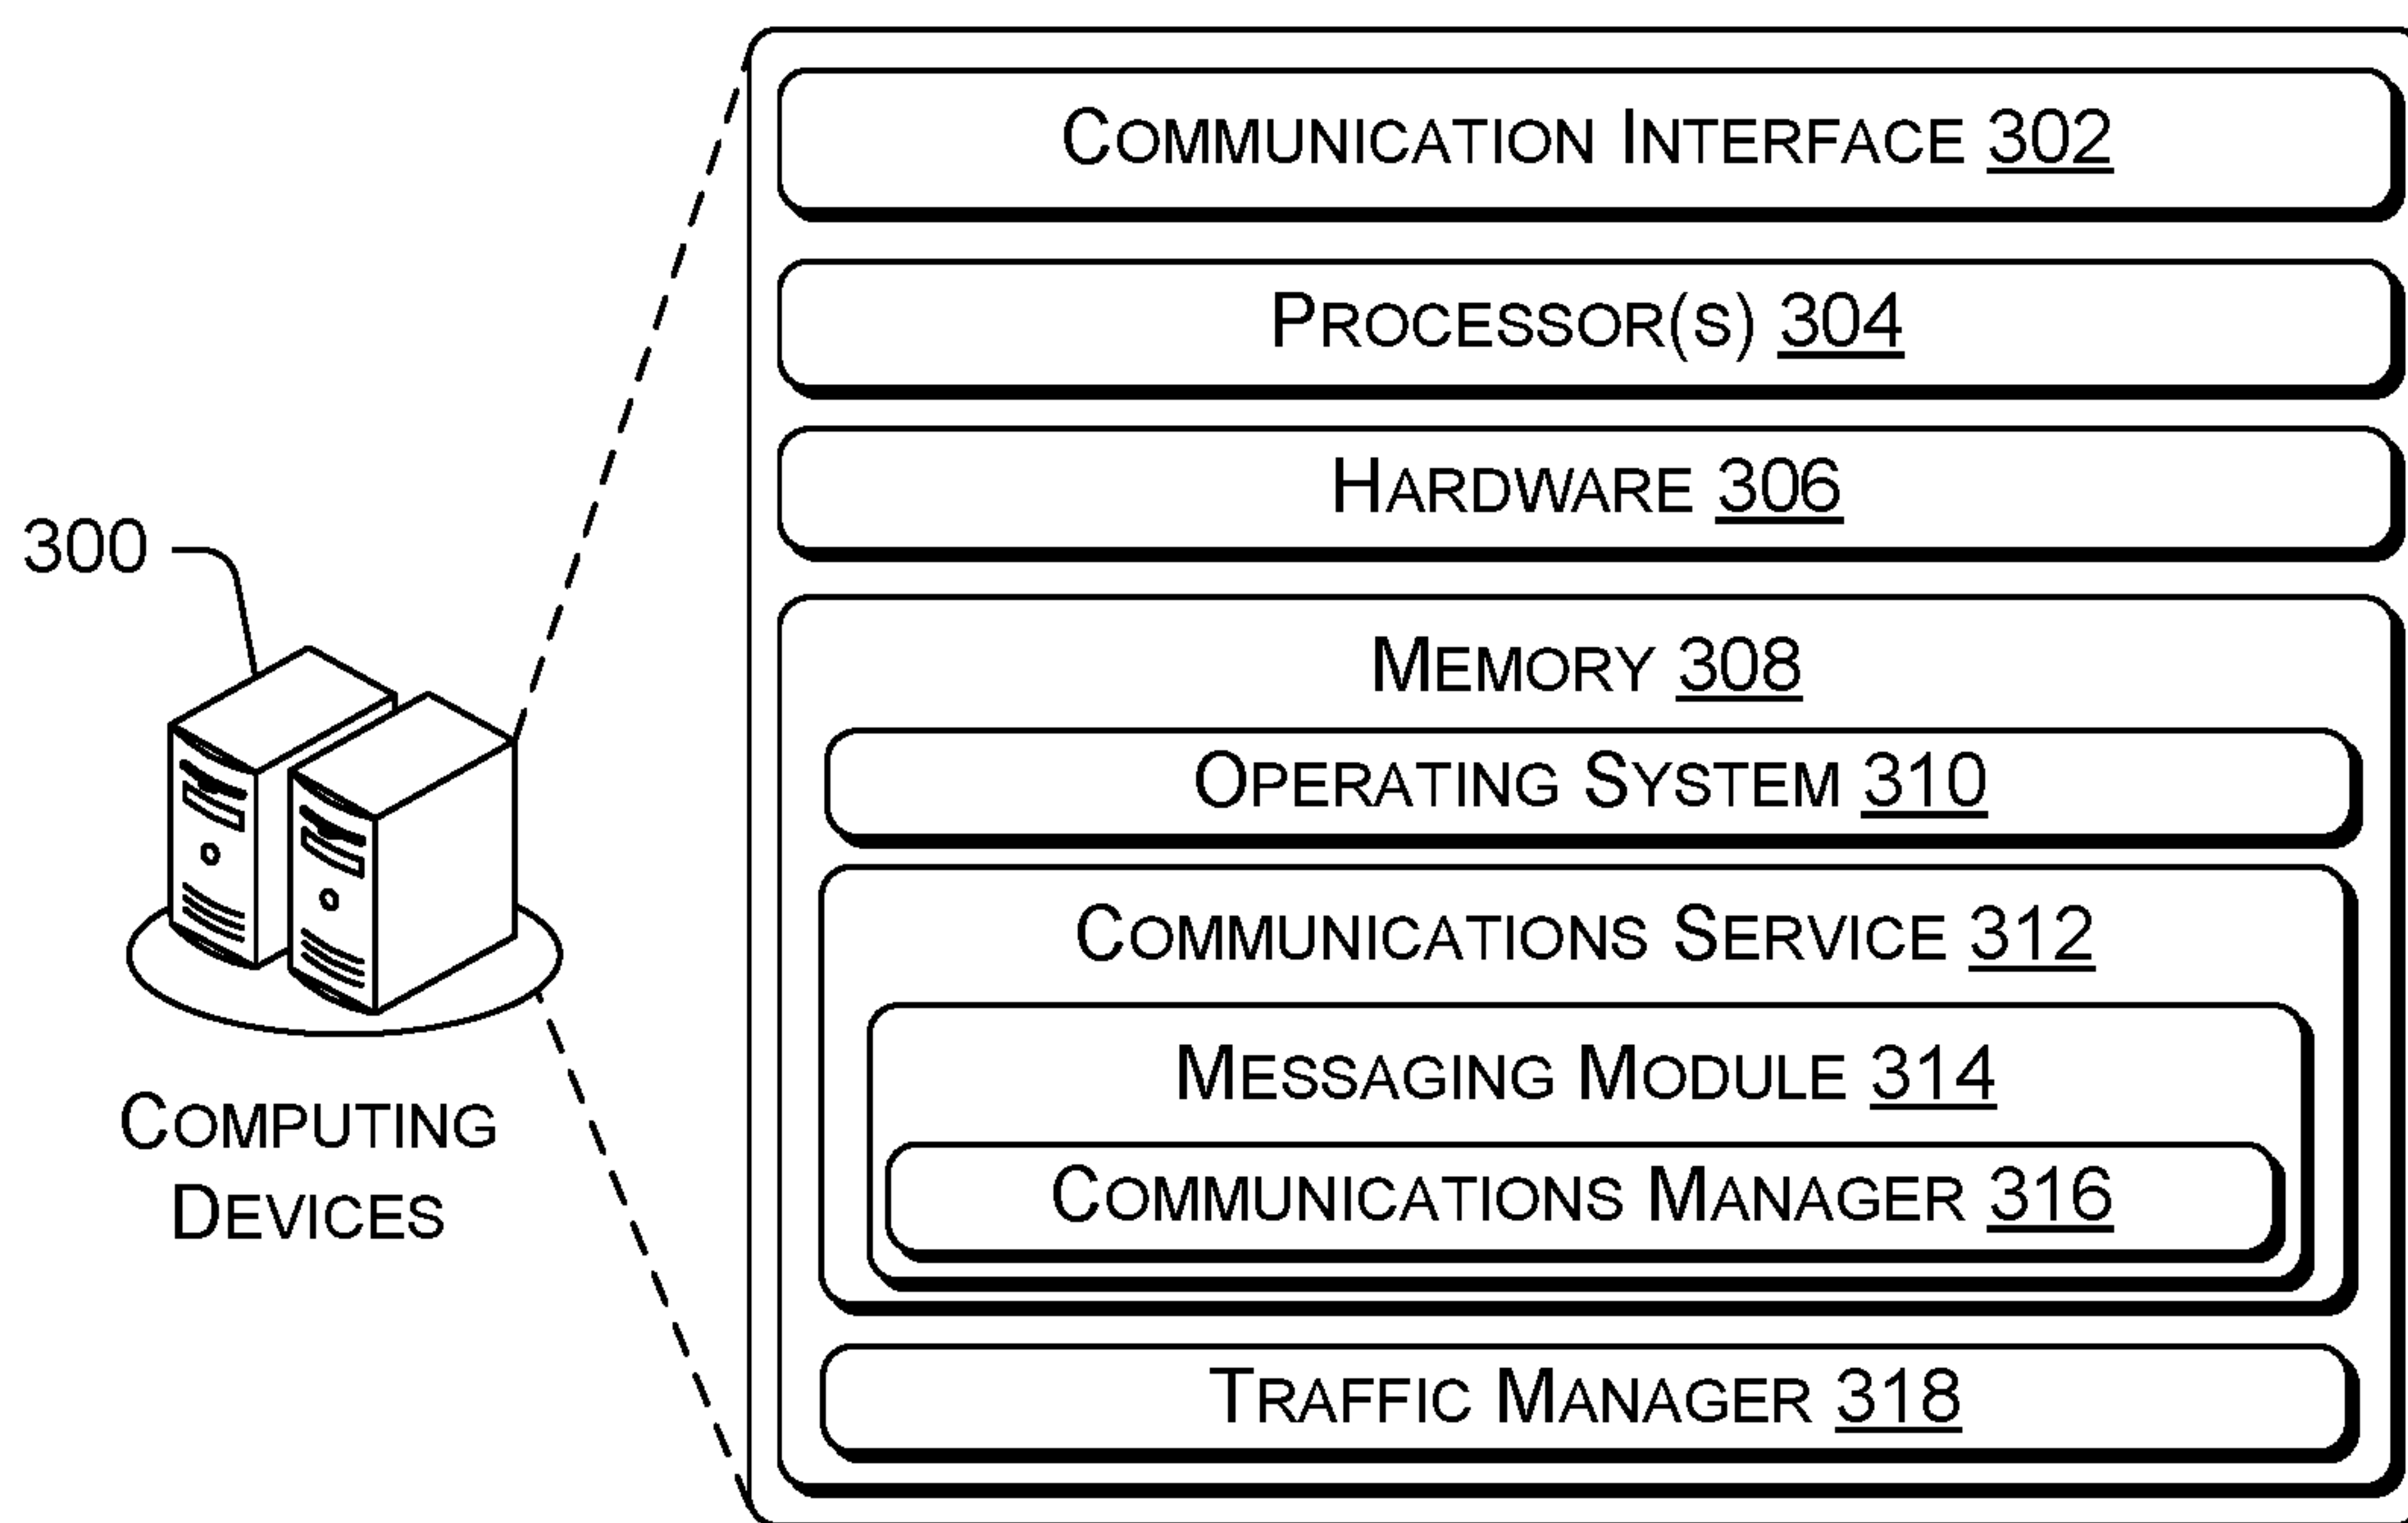 COMMUNICATION INTERFACE 302
PROCESSOR(S) 304
HARDWARE 306
300
MEMORY 308
OPERATING SYSTEM 310
COMMUNICATIONS SERVICE 312
MESSAGING MODULE 314
COMMUNICATIONS MANAGER 316
TRAFFIC MANAGER 318
COMPUTING
DEVICES